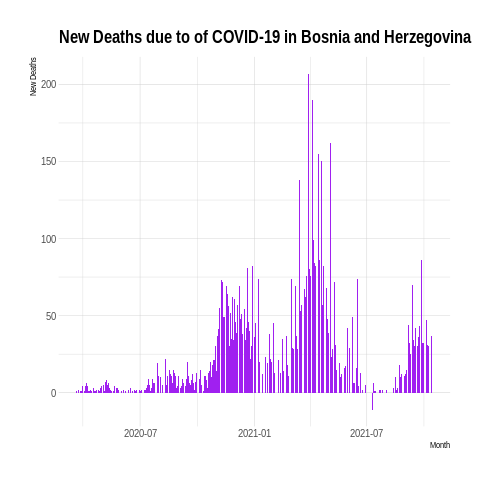 New Deaths due to of COVID-19 in Bosnia and Herzegovina
New Deaths
200
150
100
50
0
2020-07
2021-01
2021-07
Month